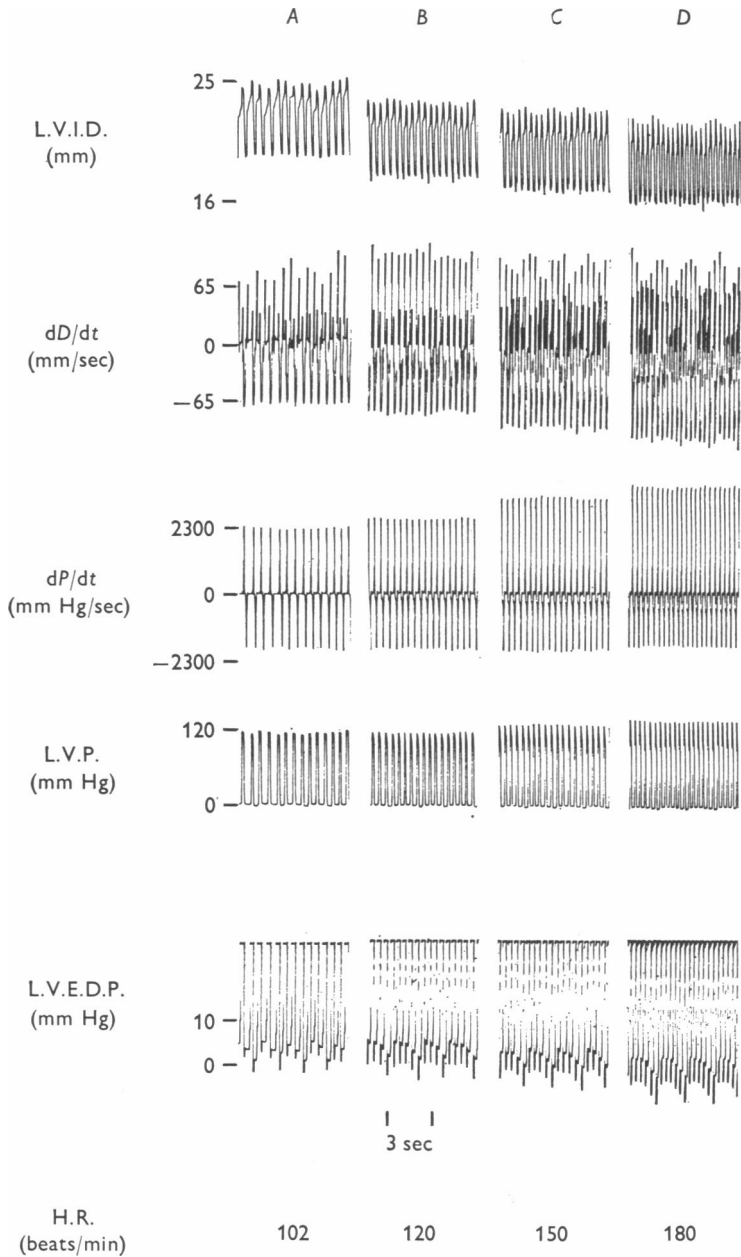 A B C D
25
L.V.I.D.
(mm)
16
65
dD/dt
0
(mm/sec)
—65
2300
dP/dt
0
(mm Hg/sec)
—2300
120
L.V.P.
(mm Hg)
0
L.V.E.D.P.
(mm Hg)
10
0
3 sec
H.R.
(beats/min)
102 120 150 180